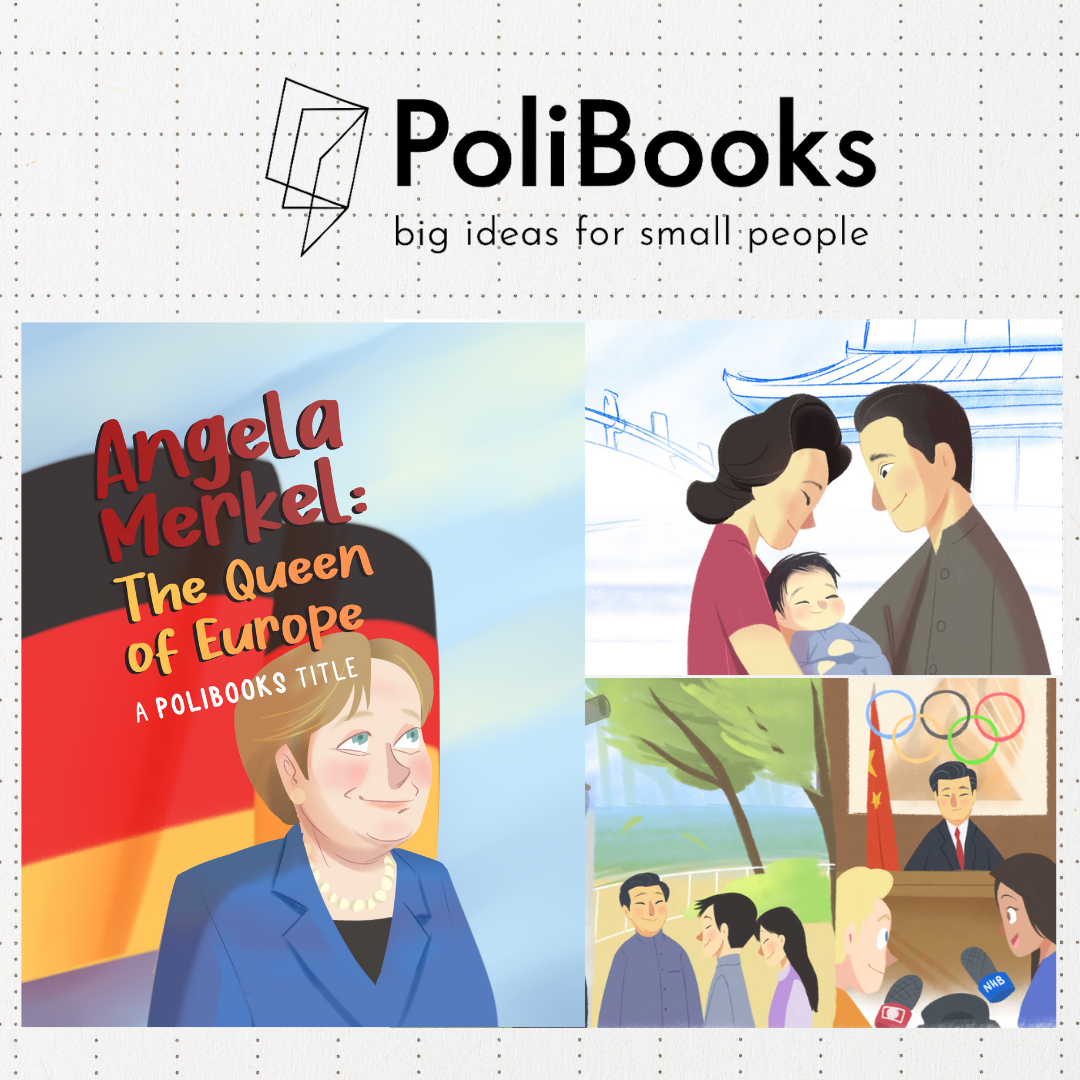 PoliBooks
big ideas for small people
Angela
Merkel:
The Queen
of Europe
A POLIBOOKS TITLE
NHB